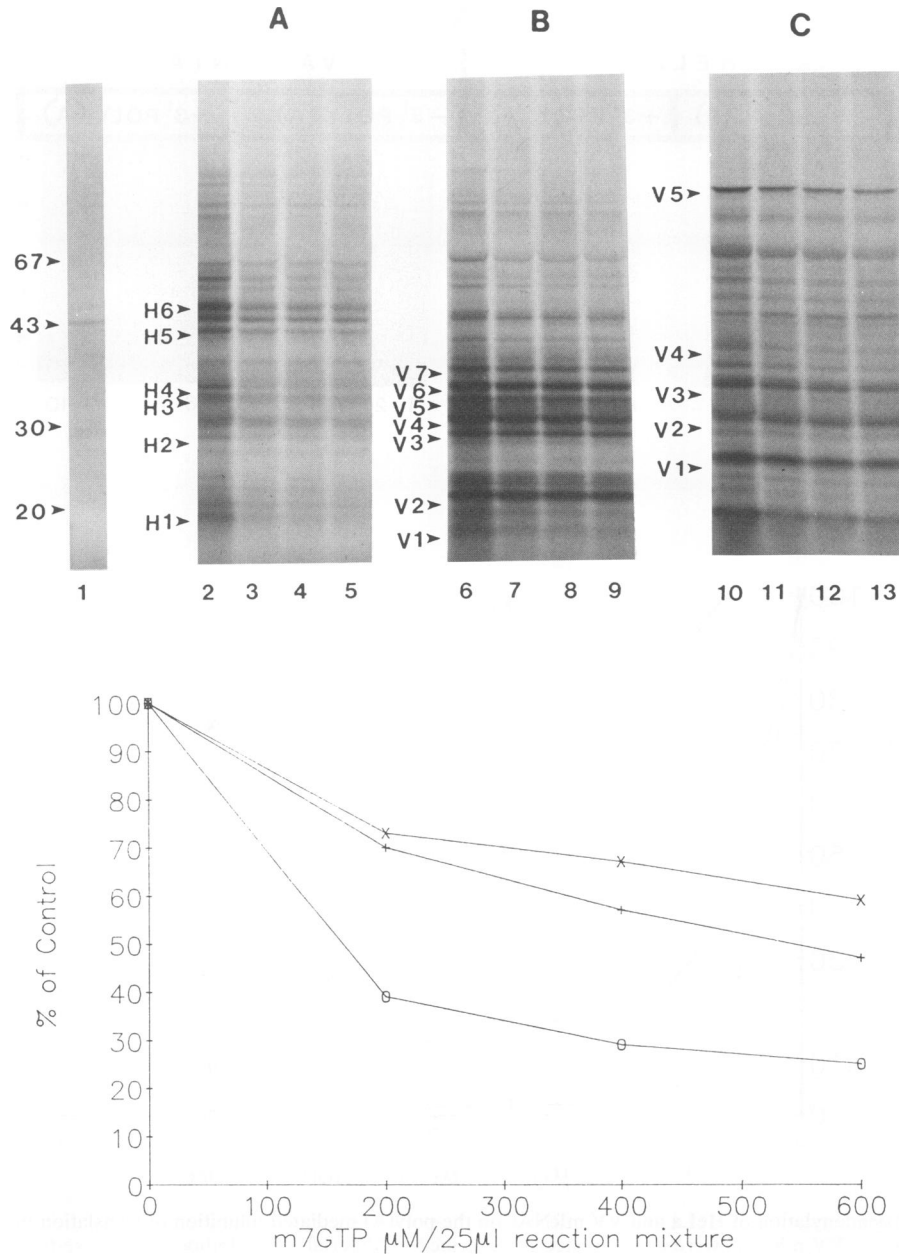 A B C
67
43
30
20
H6
H5
H4
H3
H2
H1
V7
V6
V5
V4
V3
V2
V1
V5
V4
V3
V2
V1
1 2 3 4 5 6 7 8 9 10 11 12 13
100
90
80
70
60
50
40
30
20
10
0
0 100 200 300 400 500 600
% of Control
m7GTP μM/25μl reaction mixture